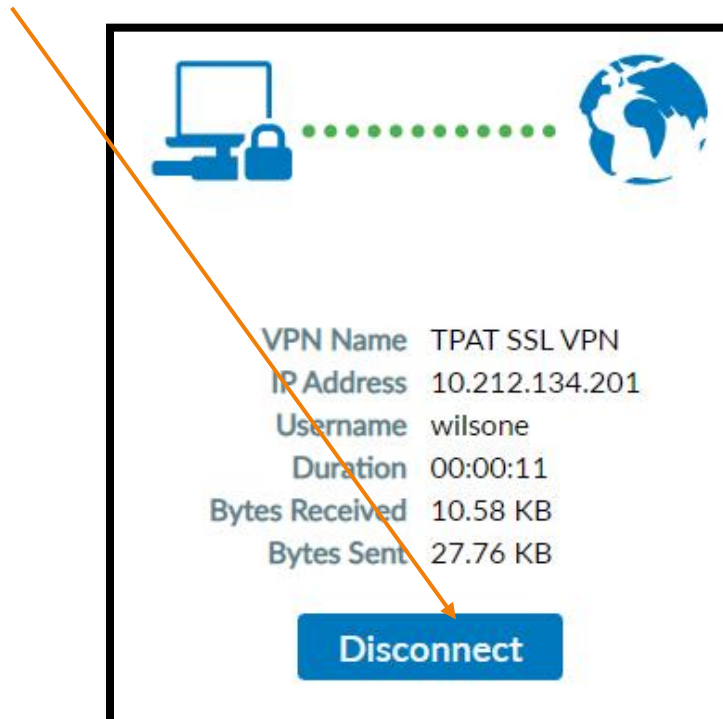 VPN Name TPAT SSL VPN
IP Address 10.212.134.201
Username wilsone
Duration 00:00:11
Bytes Received 10.58 KB
Bytes Sent 27.76 KB
Disconnect